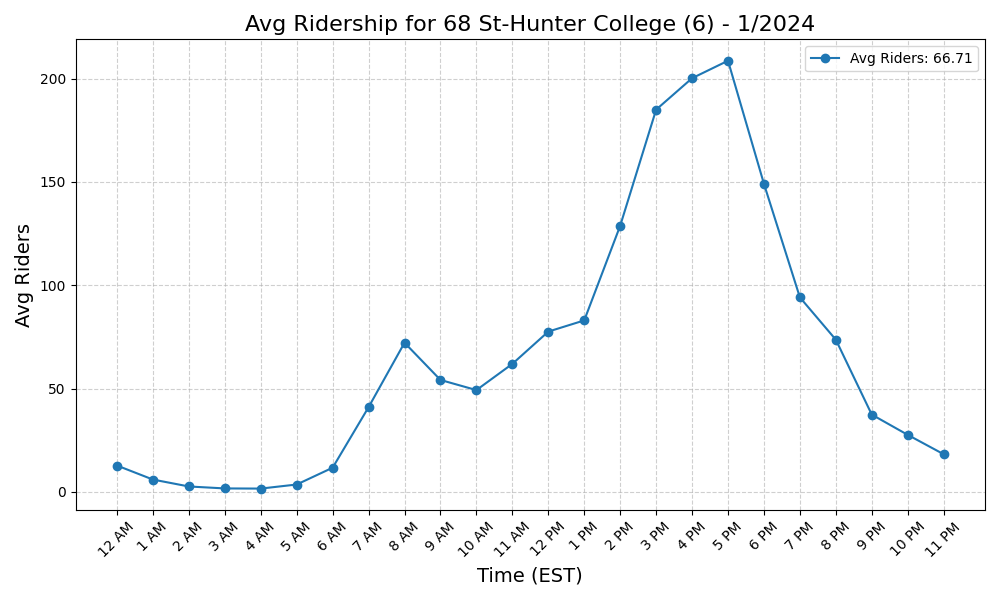 Avg Ridership for 68 St-Hunter College (6) - 1/2024
Avg Riders: 66.71
Avg Riders
200
150
100
50
0
12 AM
1 AM
2 AM
3 AM
4 AM
5 AM
6 AM
7 AM
8 AM
9 AM
10 AM
11 AM
12 PM
1 PM
2 PM
3 PM
4 PM
5 PM
6 PM
7 PM
8 PM
9 PM
10 PM
11 PM
Time (EST)